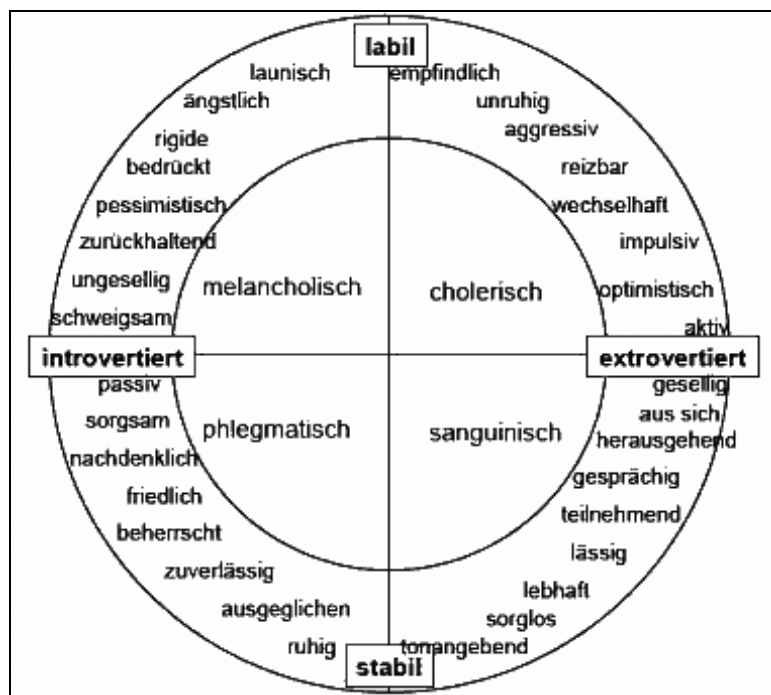 labil
launisch
empfindlich
ängstlich
unruhig
aggressiv
rigide
bedrückt
reizbar
pessimistisch
wechselhaft
zurückhaltend
impulsiv
ungesellig
melancholisch
cholerisch
optimistisch
schweigsam
aktiv
introvertiert
extrovertiert
passiv
gesellig
sorgsam
phlegmatisch
sanguinisch
aus sich
herausgehend
nachdenklich
gesprächig
friedlich
teilnehmend
beherrscht
lässig
zuverlässig
lebhaft
ausgeglichen
sorglos
ruhig
tonangebend
stabil